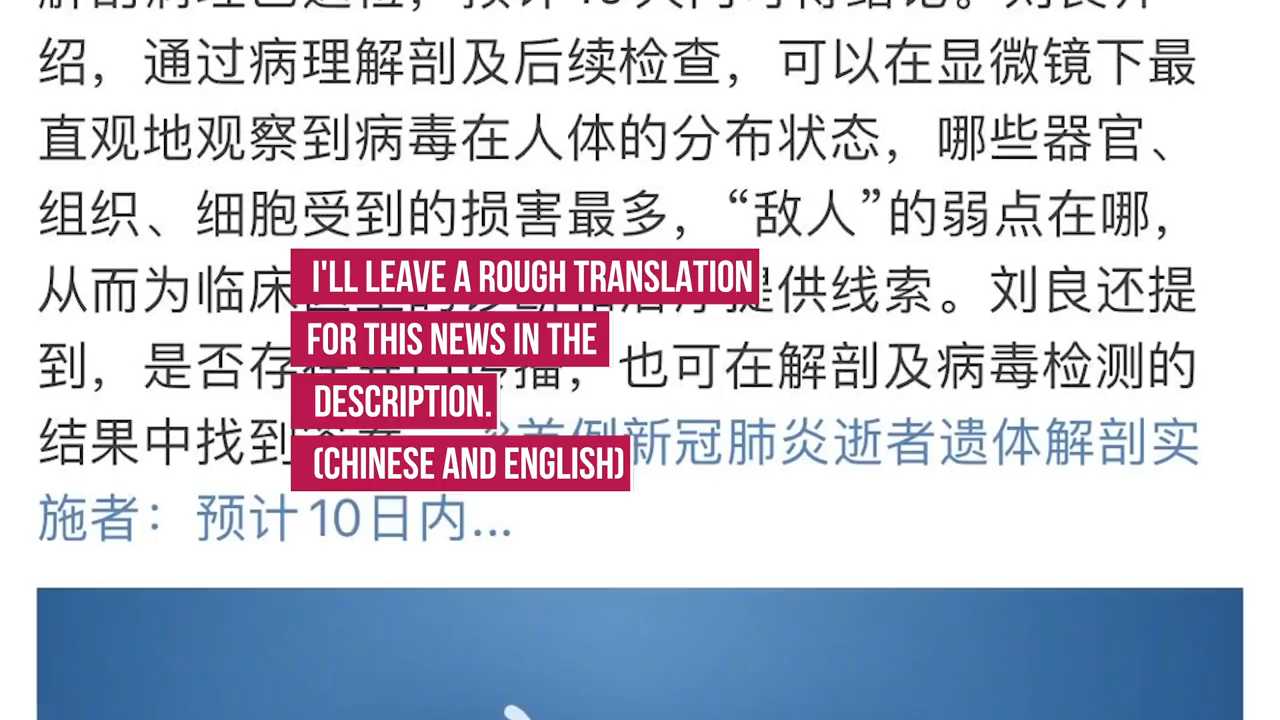 绍，通过病理解剖及后续检查，可以在显微镜下最
直观地观察到病毒在人体的分布状态，哪些器官、
组织、细胞受到的损害最多，“敌人”的弱点在哪，
从而为临床 提供线索。刘良还提
到，是否存 ，也可在解剖及病毒检测的
结果中找到 新冠肺炎逝者遗体解剖实
施者：预计10日内...
I'LL LEAVE A ROUGH TRANSLATION
FOR THIS NEWS IN THE
DESCRIPTION.
(CHINESE AND ENGLISH)